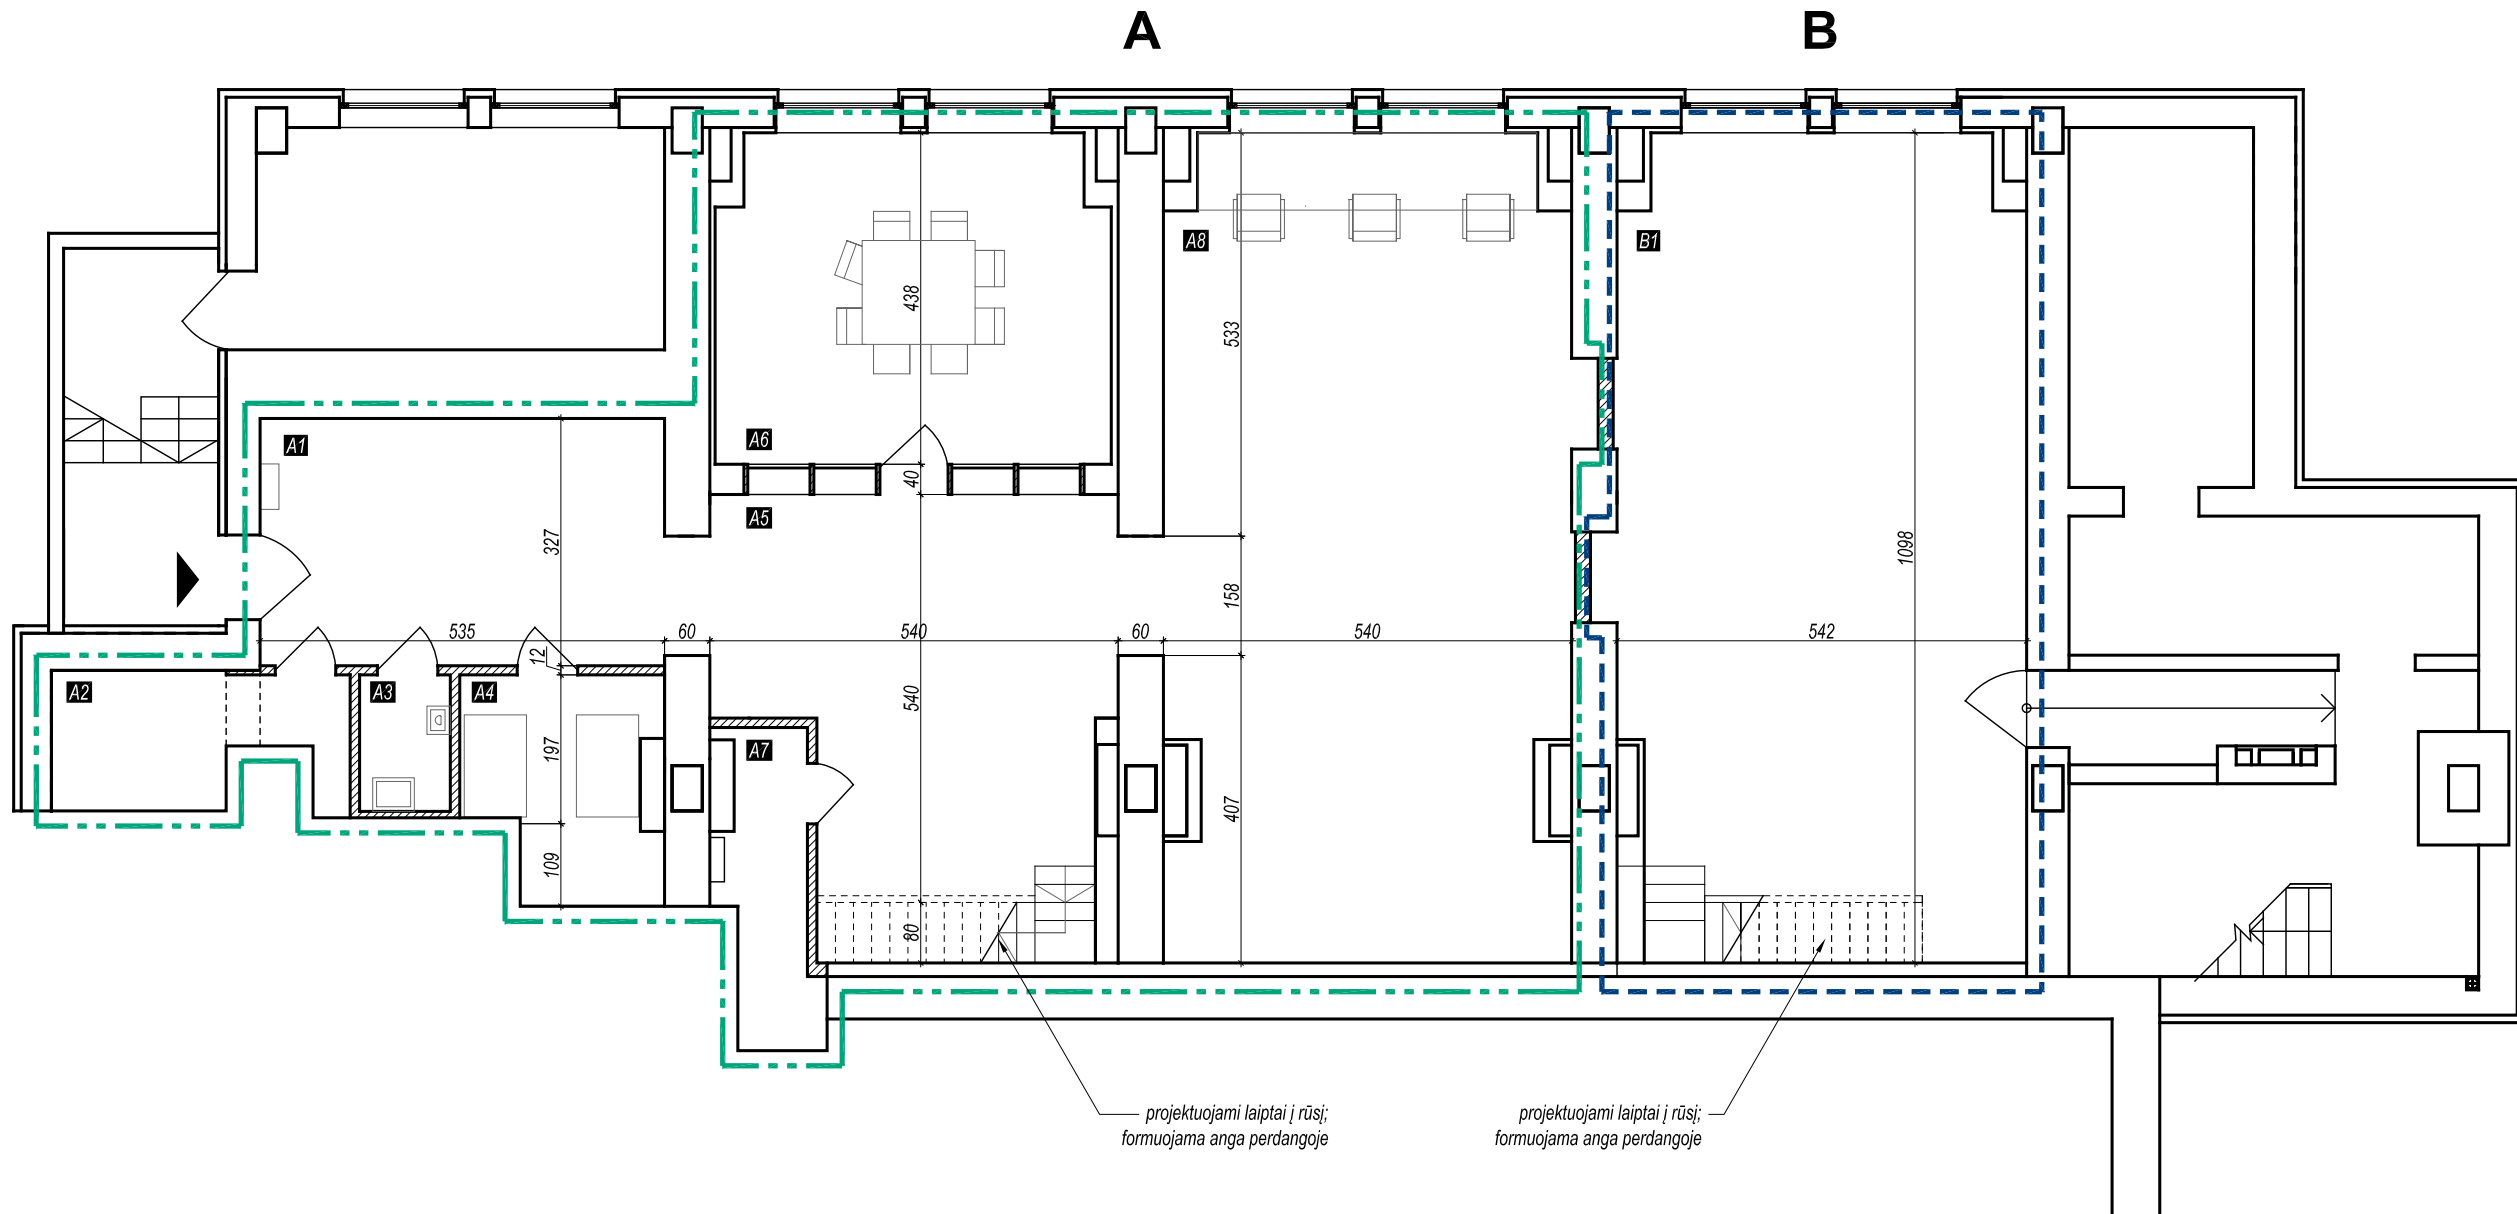 A
B
A8
B1
438
533
A1
A6
40
A5
327
1098
158
535
60
540
60
540
542
12
A2
A3
A4
540
197
A7
407
109
80
projektuojami laiptai į rūsį;
formuojama anga perdangoje
projektuojami laiptai į rūsį;
formuojama anga perdangoje